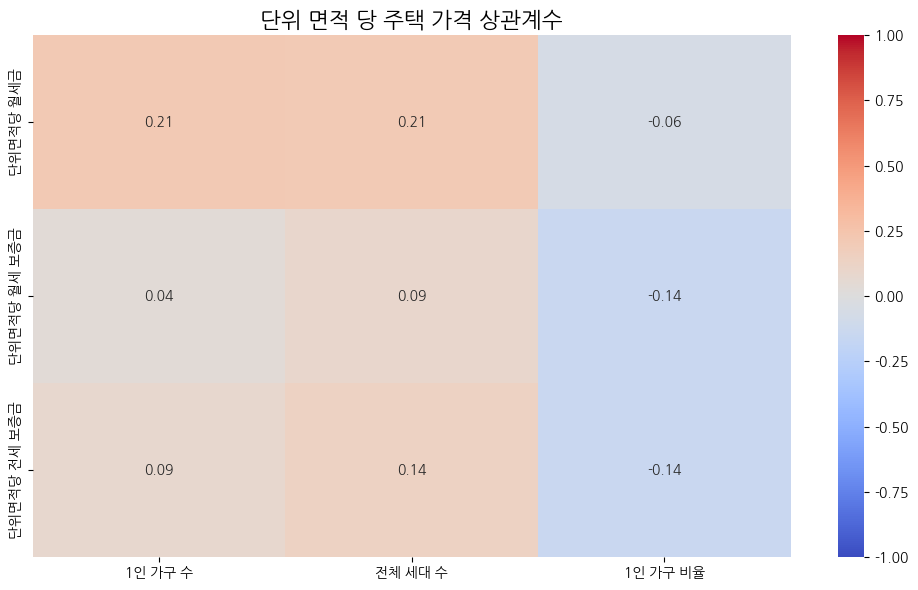 단위 면적 당 주택 가격 상관계수
단위면적당 월세금
0.21
0.21
-0.06
단위면적당 월세 보증금
0.04
0.09
-0.14
단위면적당 전세 보증금
0.09
0.14
-0.14
1인 가구 수
전체 세대 수
1인 가구 비율
1.00
0.75
0.50
0.25
0.00
-0.25
-0.50
-0.75
-1.00